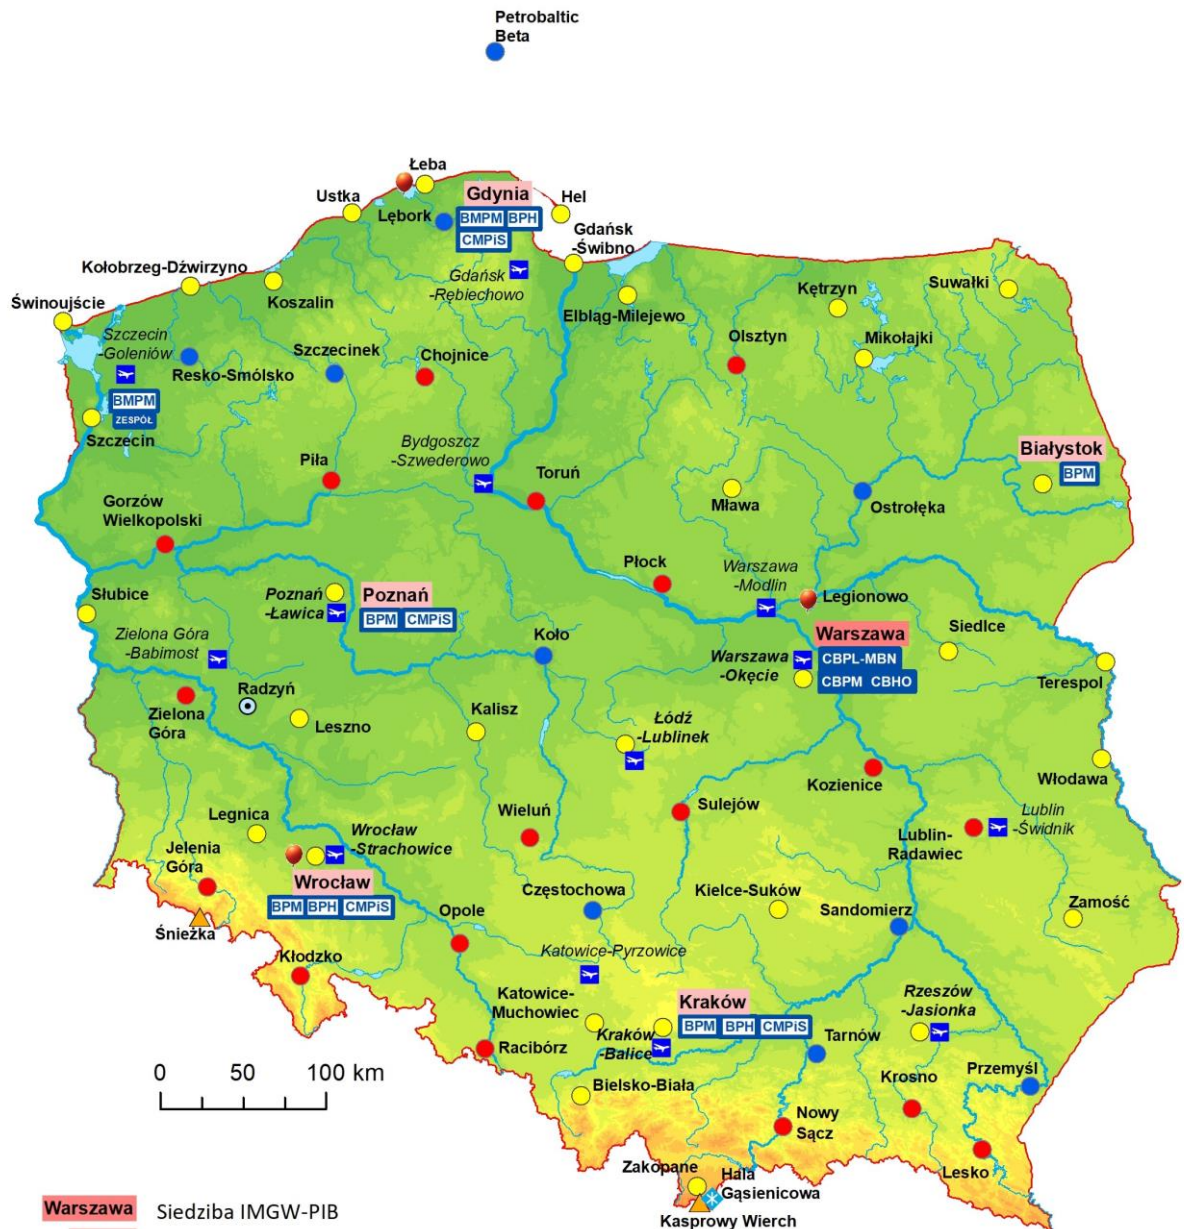 Petrobaltic
Beta
Łeba
Ustka
Gdynia
Hel
Lębork
BMPM BPH
CMPiS
Gdańsk
-Świbno
Kołobrzeg-Dźwirzyno
Gdańsk
-Rębiechowo
Koszalin
Świnoujście
Elbląg-Milejewo
Kętrzyn
Suwałki
Szczecin
-Goleniów
Resko-Smólsko
Szczecinek
Chojnice
Olsztyn
Mikołajki
BMPM
ZESPÓŁ
Szczecin
Bydgoszcz
-Szwederowo
Piła
Toruń
Mława
Ostrołęka
Białystok
BPM
Gorzów
Wielkopolski
Płock
Warszawa
-Modlin
Legionowo
Słubice
Poznań
-Ławica
Poznań
BPM CMPiS
Zielona Góra
-Babimost
Koło
Warszawa
Warszawa
-Okęcie
CBPL-MBN
CBPM CBHO
Siedlce
Terespol
Radzyń
Zielona
Góra
Leszno
Kalisz
Łódź
-Lublinek
Kozienice
Włodawa
Legnica
Wrocław
-Strachowice
Wieluń
Sulejów
Lublin-
Radawiec
Lublin
-Świdnik
Jelenia
Góra
Wrocław
BPM BPH CMPiS
Śnieżka
Częstochowa
Kielce-Suków
Sandomierz
Zamość
Opole
Kłodzko
Katowice-Pyrzowice
Katowice-
Muchowiec
Kraków
BPM BPH CMPiS
Kraków
-Balice
Rzeszów
-Jasionka
Racibórz
Tarnów
Przemyśl
Krosno
Bielsko-Biała
Nowy
Sącz
Lesko
0 50 100 km
Zakopane
Hala
Gąsienicowa
Kasprowy Wierch
Warszawa Siedziba IMGW-PIB